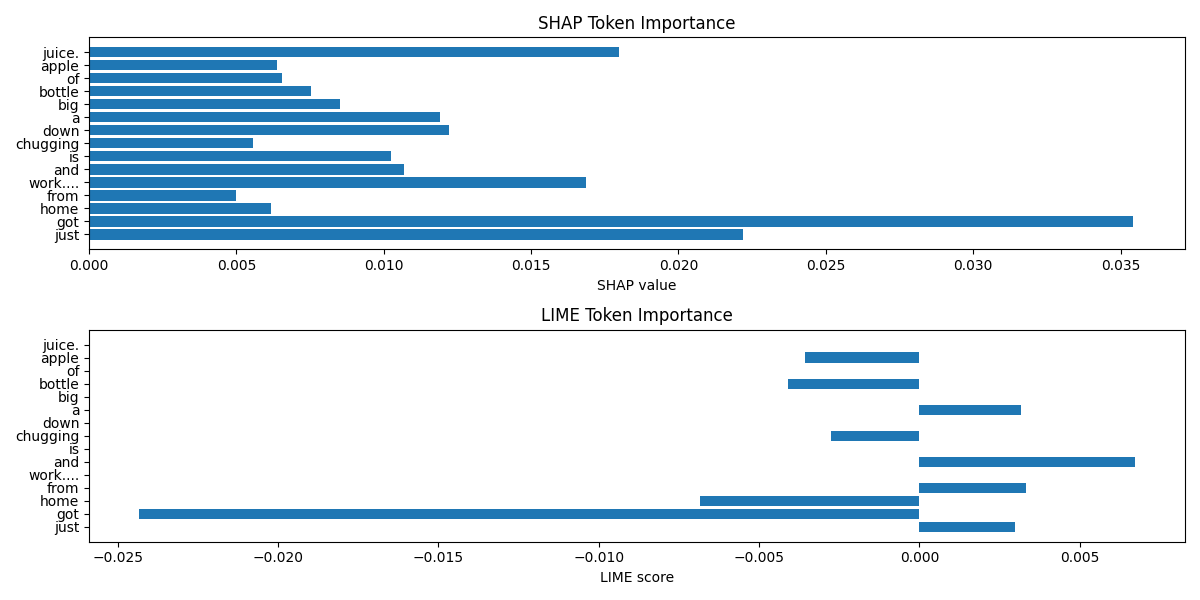 SHAP Token Importance
juice.
apple
of
bottle
big
a
down
chugging
is
and
work....
from
home
got
just
0.000 0.005 0.010 0.015 0.020 0.025 0.030 0.035
SHAP value
LIME Token Importance
juice.
apple
of
bottle
big
a
down
chugging
is
and
work....
from
home
got
just
−0.025 −0.020 −0.015 −0.010 −0.005 0.000 0.005
LIME score